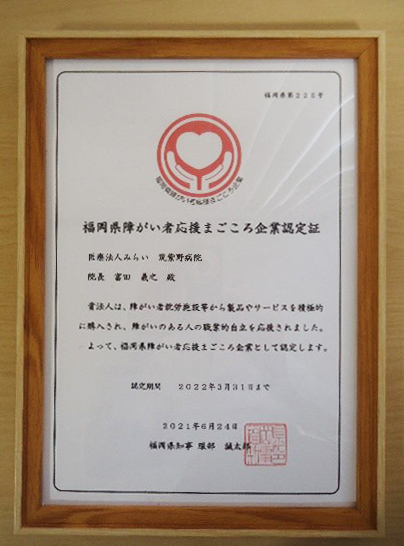 福岡県第225号
福岡県障がい者応援まごころ企業
福岡県障がい者応援まごころ企業認定証
医療法人みらい 筑紫野病院
院長 富田 義之 殿
貴法人は、障がい者就労施設等から製品やサービスを積極的
に購入され、障がいのある人の職業的自立を応援されました。
よって、福岡県障がい者応援まごころ企業として認定します。
認定期間 2022年3月31日まで
2021年6月24日
福岡県知事 服部 誠太郎